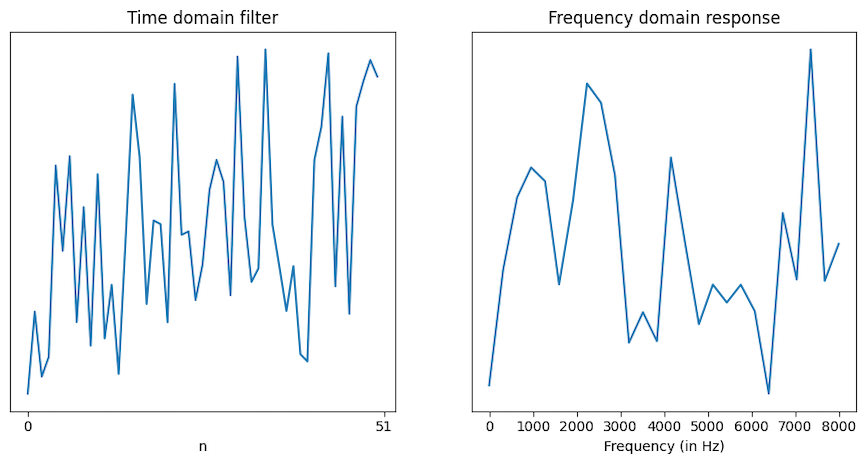 Time domain filter
Frequency domain response
0 51
n
0 1000 2000 3000 4000 5000 6000 7000 8000
Frequency (in Hz)